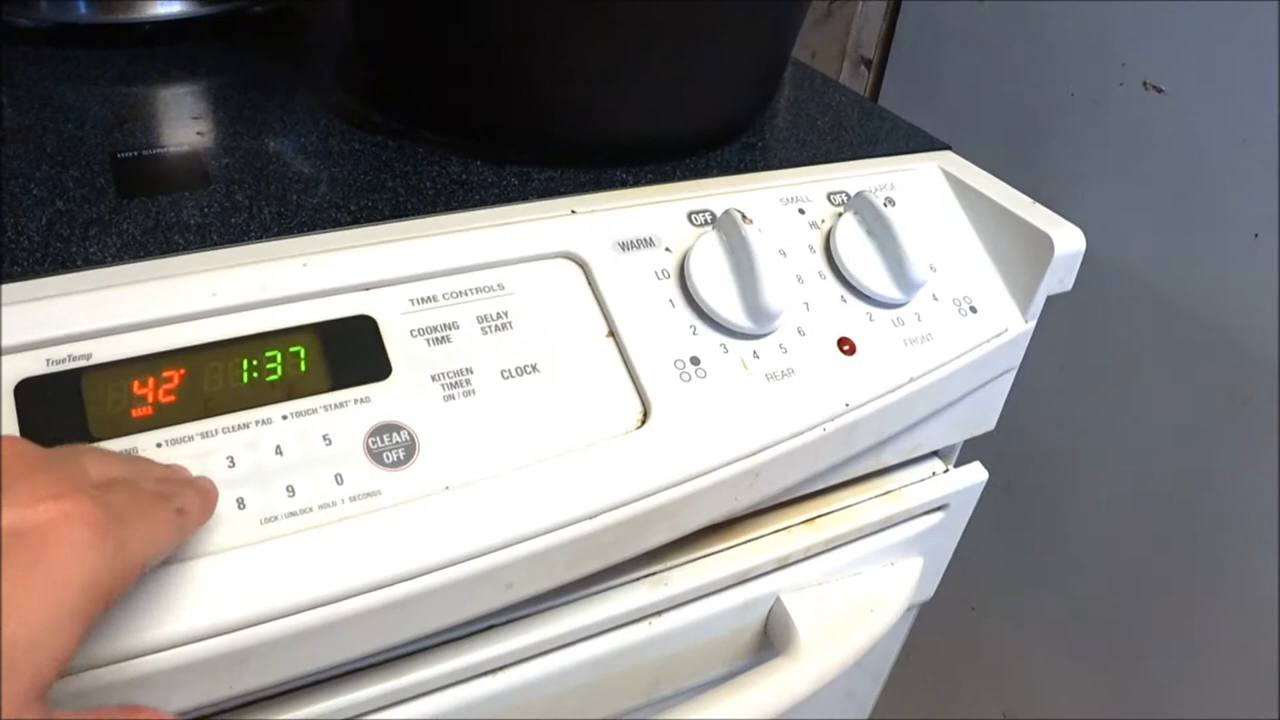 HOT SURFACE
TrueTemp
42°
1:37
TIME CONTROLS
COOKING
TIME
DELAY
START
KITCHEN
TIMER
ON / OFF
CLOCK
● TOUCH "SELF CLEAN" PAD. ● TOUCH "START" PAD.
3 4 5
8 9 0
LOCK / UNLOCK HOLD 3 SECONDS
CLEAR
OFF
OFF
WARM
LO
1
2
3
4
5
6
7
8
9
REAR
SMALL
OFF
LARGE
HI
8
6
4
2
LO
2
4
6
FRONT